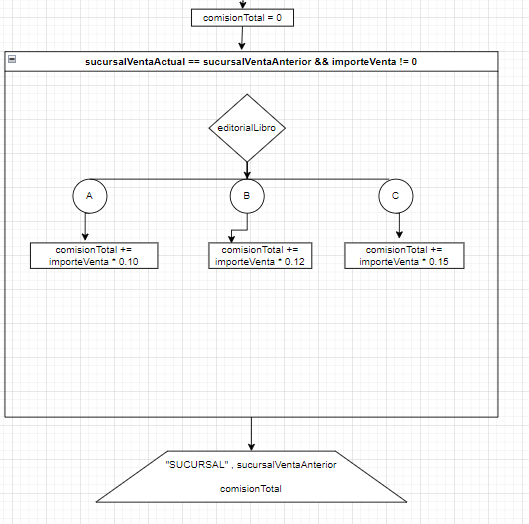 comisionTotal = 0
sucursalVentaActual == sucursalVentaAnterior && importeVenta != 0
editorialLibro
A
B
C
comisionTotal +=
importeVenta * 0.10
comisionTotal +=
importeVenta * 0.12
comisionTotal +=
importeVenta * 0.15
"SUCURSAL" , sucursalVentaAnterior
comisionTotal